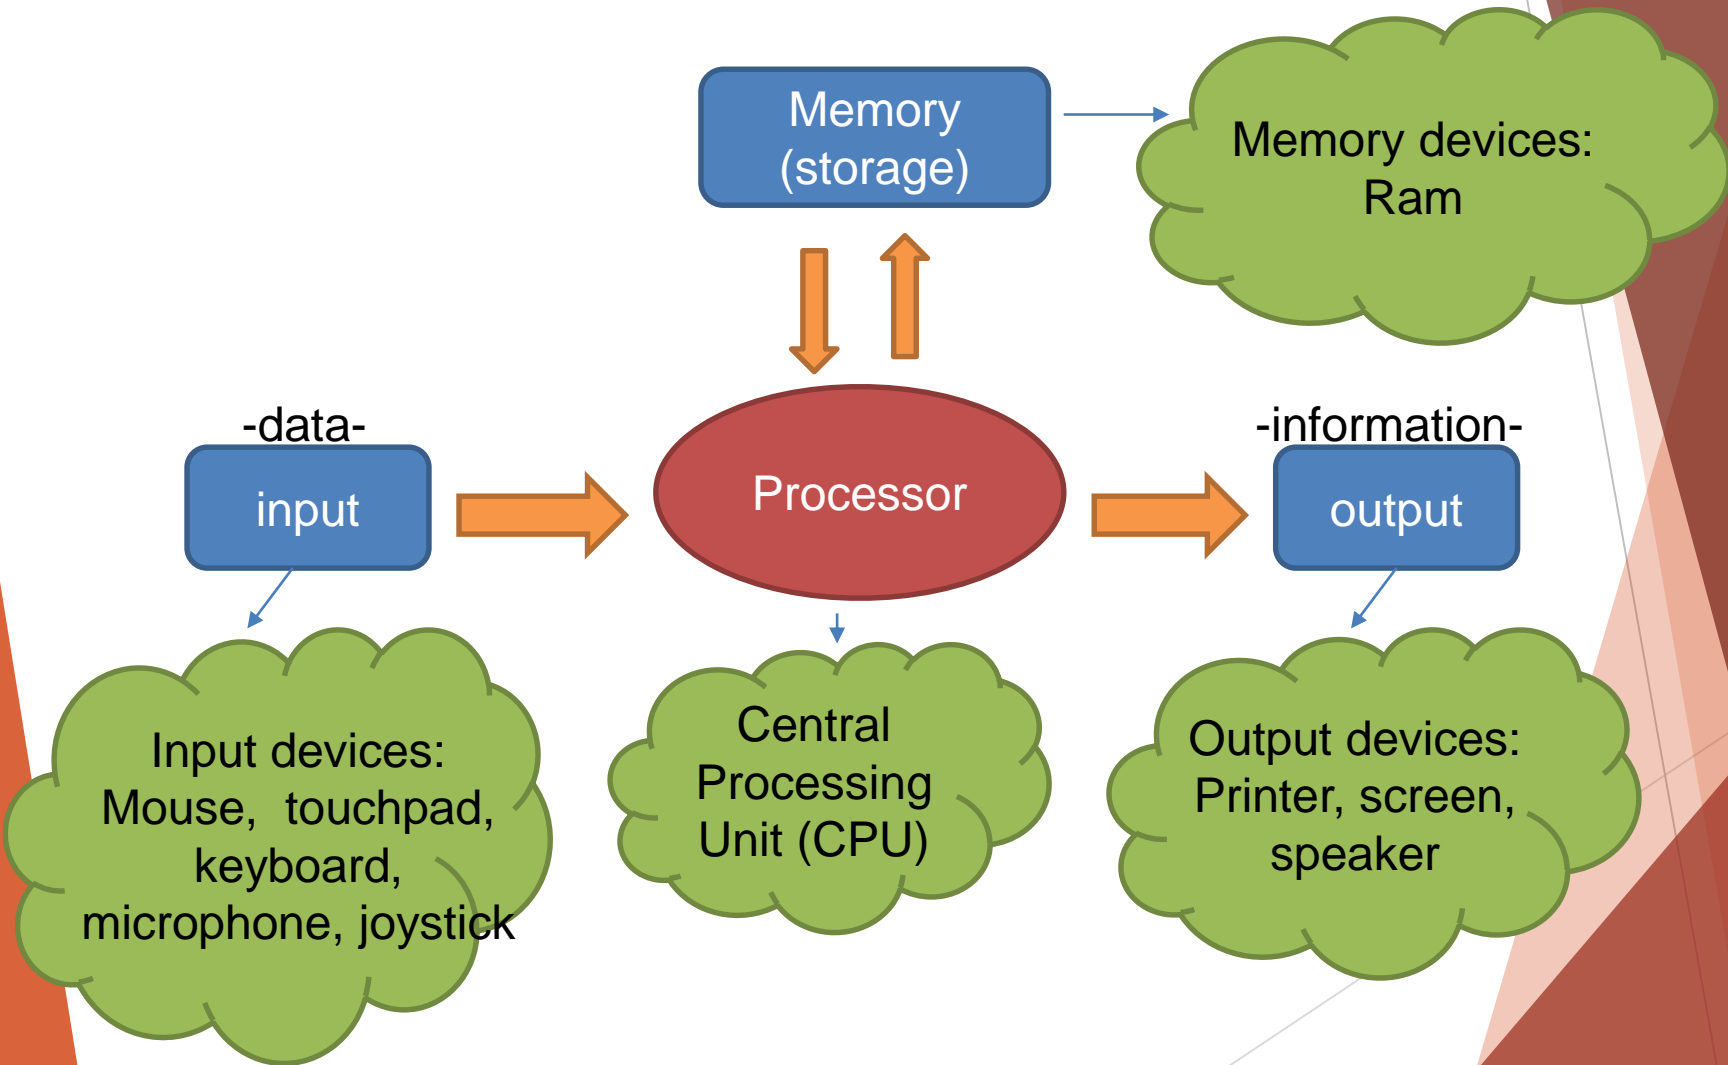 Memory
(storage)
Memory devices:
Ram
-data-
input
Processor
-information-
output
Input devices:
Mouse,  touchpad,
keyboard,
microphone, joystick
Central
Processing
Unit (CPU)
Output devices:
Printer, screen,
speaker